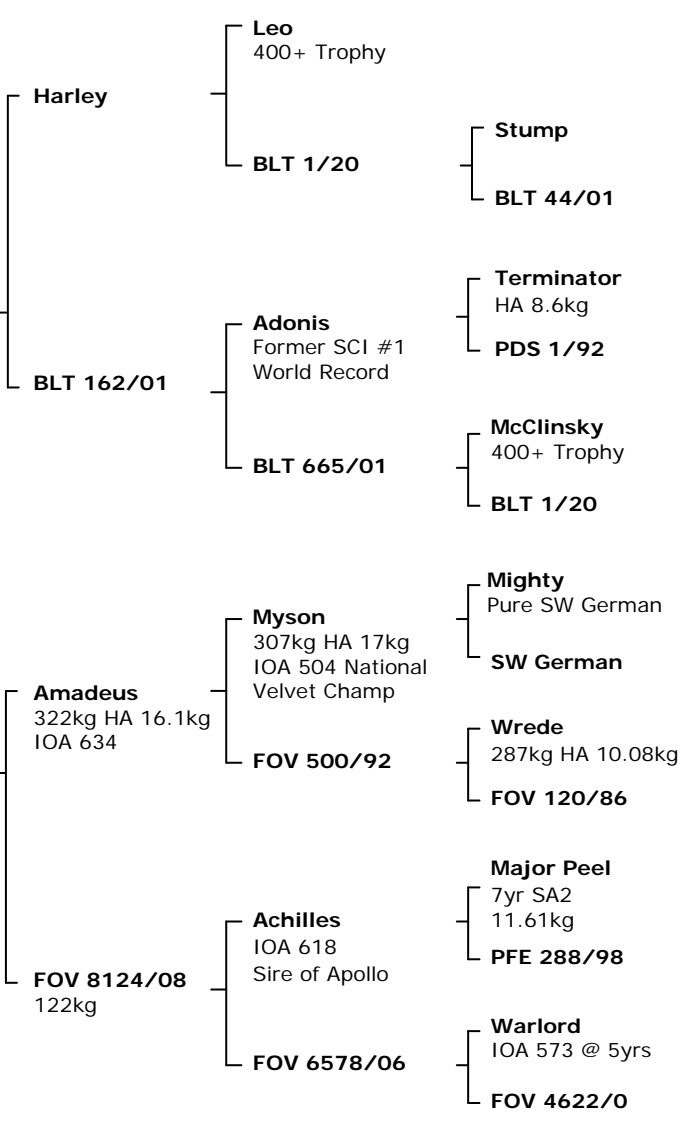 Leo
400+ Trophy
Harley
Stump
BLT 1/20
BLT 44/01
Terminator
HA 8.6kg
Adonis
Former SCI #1
World Record
PDS 1/92
BLT 162/01
McClinsky
400+ Trophy
BLT 665/01
BLT 1/20
Mighty
Pure SW German
Myson
307kg HA 17kg
IOA 504 National
Velvet Champ
SW German
Amadeus
322kg HA 16.1kg
IOA 634
Wrede
287kg HA 10.08kg
FOV 500/92
FOV 120/86
Major Peel
7yr SA2
11.61kg
Achilles
IOA 618
Sire of Apollo
PFE 288/98
FOV 8124/08
122kg
Warlord
IOA 573 @ 5yrs
FOV 6578/06
FOV 4622/0